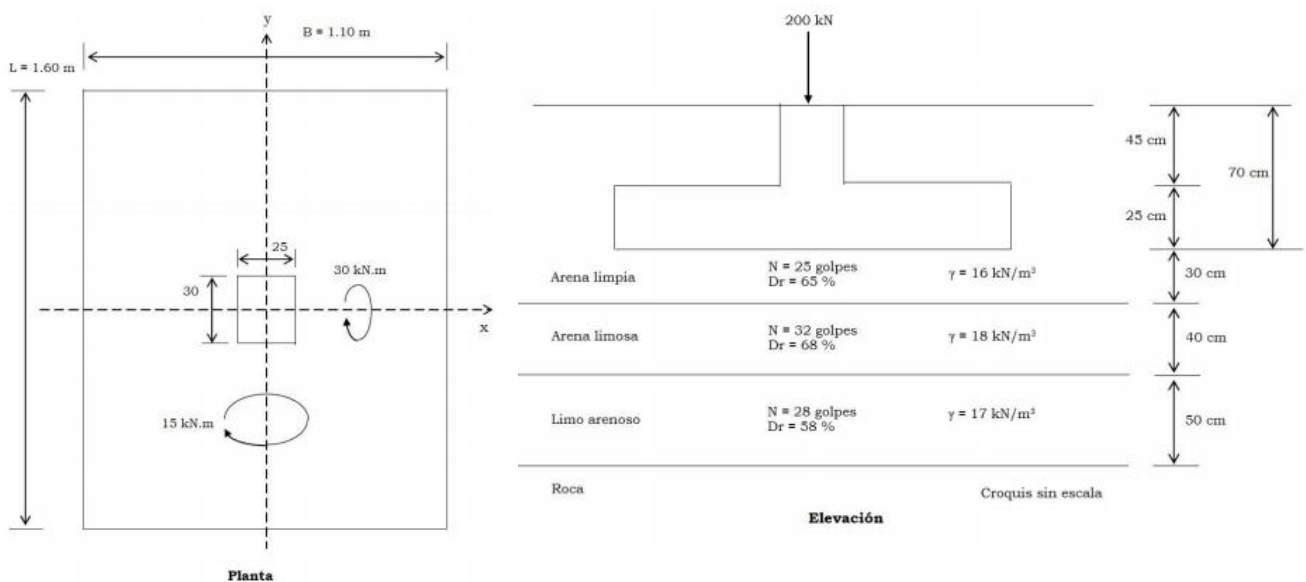 y
B = 1.10 m
L = 1.60 m
25
30 kN.m
30
x
15 kN.m
Planta
200 kN
45 cm
70 cm
25 cm
Arena limpia
N = 25 golpes
Dr = 65 %
γ = 16 kN/m³
30 cm
Arena limosa
N = 32 golpes
Dr = 68 %
γ = 18 kN/m³
40 cm
Limo arenoso
N = 28 golpes
Dr = 58 %
γ = 17 kN/m³
50 cm
Roca
Croquis sin escala
Elevación